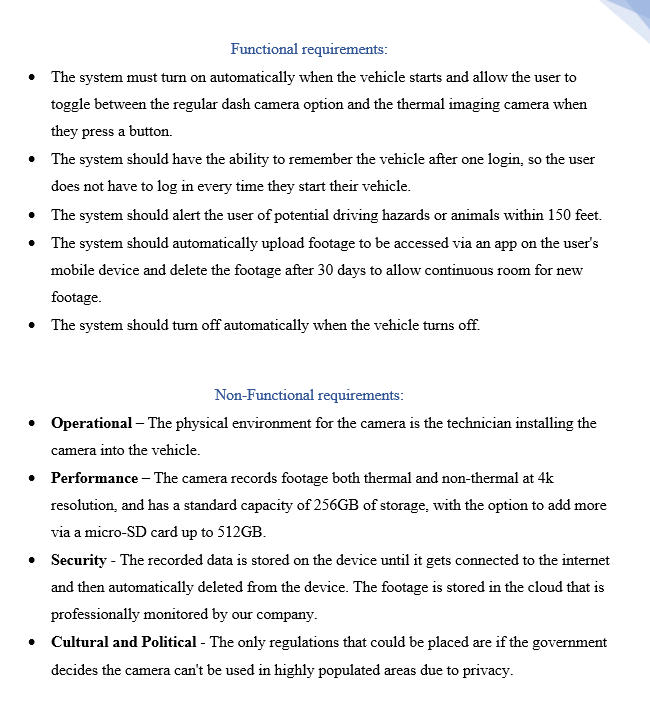 Functional requirements:
• The system must turn on automatically when the vehicle starts and allow the user to
toggle between the regular dash camera option and the thermal imaging camera when
they press a button.
• The system should have the ability to remember the vehicle after one login, so the user
does not have to log in every time they start their vehicle.
• The system should alert the user of potential driving hazards or animals within 150 feet.
• The system should automatically upload footage to be accessed via an app on the user's
mobile device and delete the footage after 30 days to allow continuous room for new
footage.
• The system should turn off automatically when the vehicle turns off.
Non-Functional requirements:
• Operational – The physical environment for the camera is the technician installing the
camera into the vehicle.
• Performance – The camera records footage both thermal and non-thermal at 4k
resolution, and has a standard capacity of 256GB of storage, with the option to add more
via a micro-SD card up to 512GB.
• Security - The recorded data is stored on the device until it gets connected to the internet
and then automatically deleted from the device. The footage is stored in the cloud that is
professionally monitored by our company.
• Cultural and Political - The only regulations that could be placed are if the government
decides the camera can't be used in highly populated areas due to privacy.